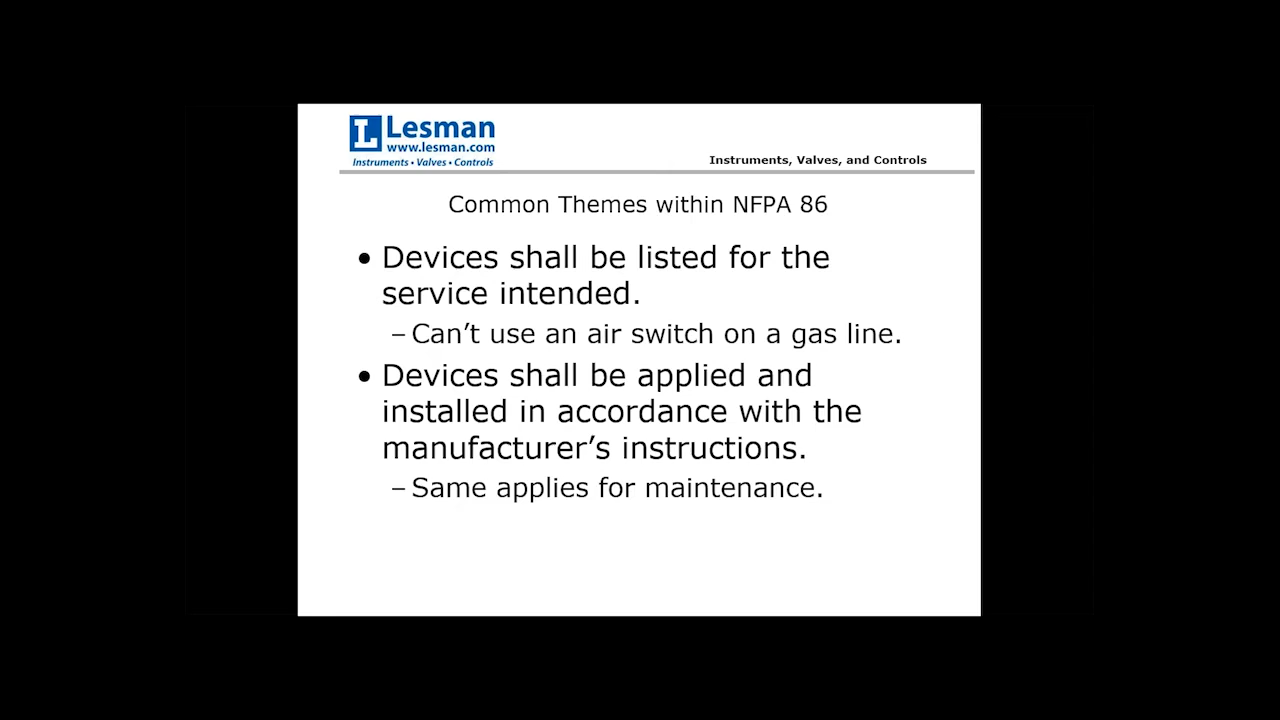 L Lesman
www.lesman.com
Instruments • Valves • Controls
Instruments, Valves, and Controls
Common Themes within NFPA 86
• Devices shall be listed for the
service intended.
– Can’t use an air switch on a gas line.
• Devices shall be applied and
installed in accordance with the
manufacturer’s instructions.
– Same applies for maintenance.